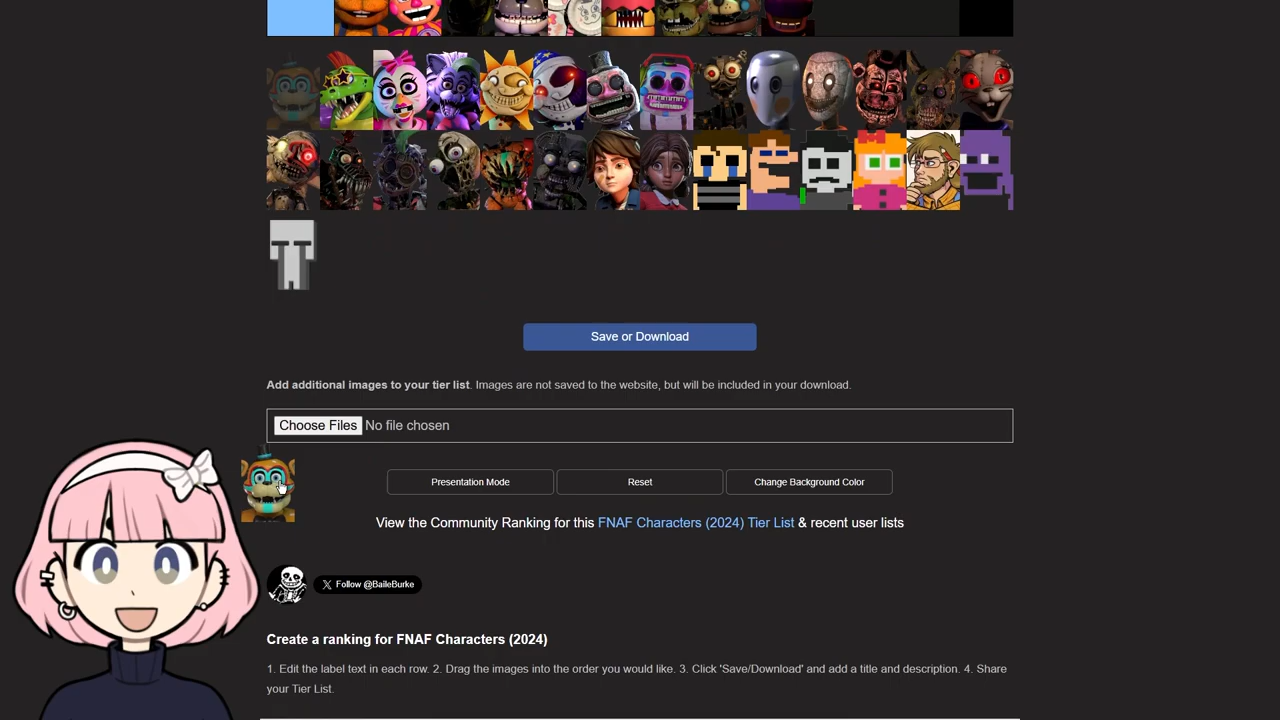 Save or Download
Add additional images to your tier list. Images are not saved to the website, but will be included in your download.
Choose Files No file chosen
Presentation Mode Reset Change Background Color
View the Community Ranking for this FNAF Characters (2024) Tier List & recent user lists
Follow @BaileBurke
Create a ranking for FNAF Characters (2024)
1. Edit the label text in each row. 2. Drag the images into the order you would like. 3. Click 'Save/Download' and add a title and description. 4. Share
your Tier List.